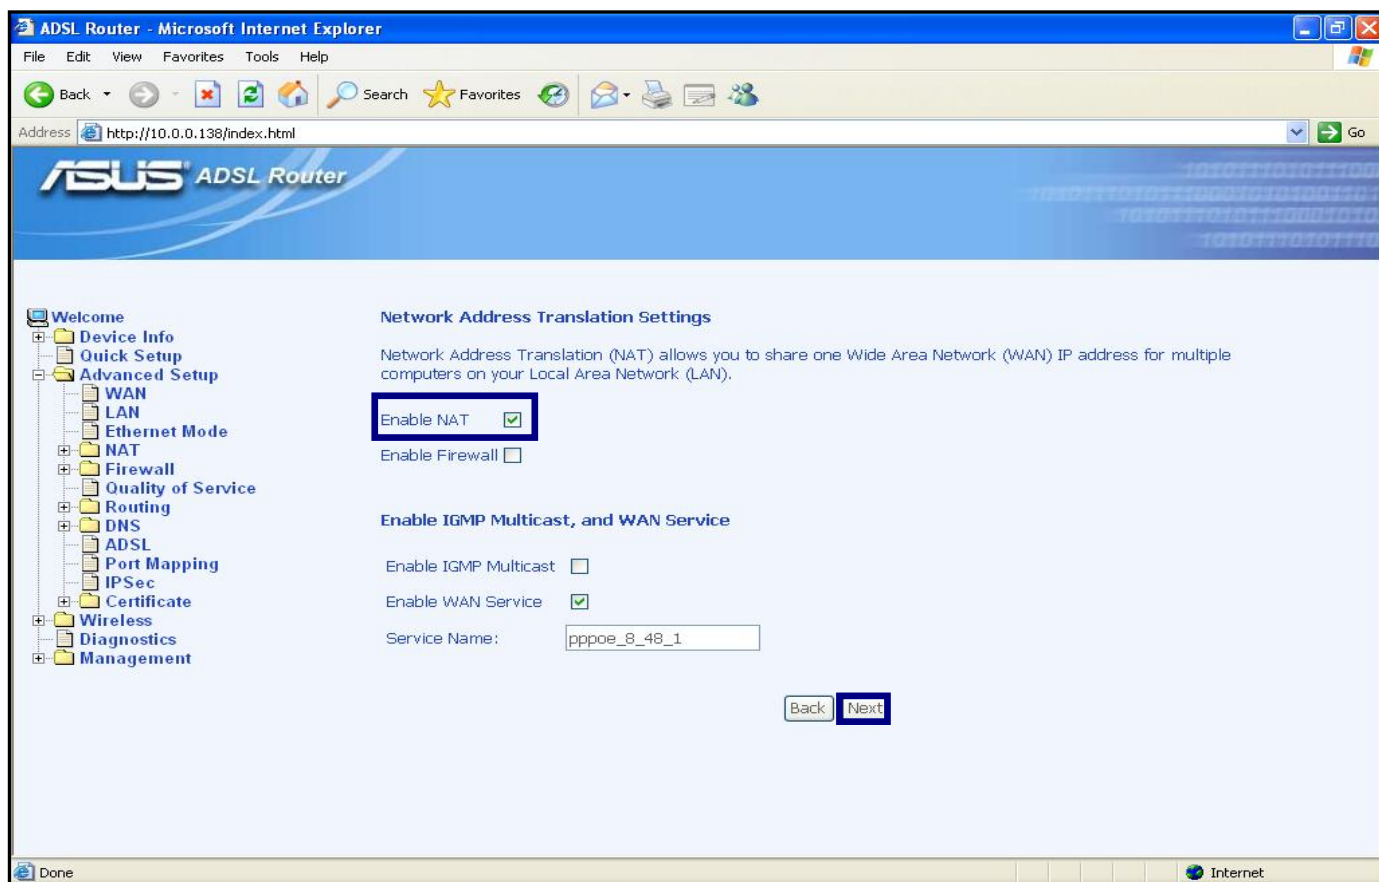 ADSL Router - Microsoft Internet Explorer
File Edit View Favorites Tools Help
Back Search Favorites
Address http://10.0.0.138/index.html Go
ASUS ADSL Router
Welcome
Device Info
Quick Setup
Advanced Setup
WAN
LAN
Ethernet Mode
NAT
Firewall
Quality of Service
Routing
DNS
ADSL
Port Mapping
IPSec
Certificate
Wireless
Diagnostics
Management
Network Address Translation Settings
Network Address Translation (NAT) allows you to share one Wide Area Network (WAN) IP address for multiple
computers on your Local Area Network (LAN).
Enable NAT
Enable Firewall
Enable IGMP Multicast, and WAN Service
Enable IGMP Multicast
Enable WAN Service
Service Name: pppoe_8_48_1
Back Next
Done Internet